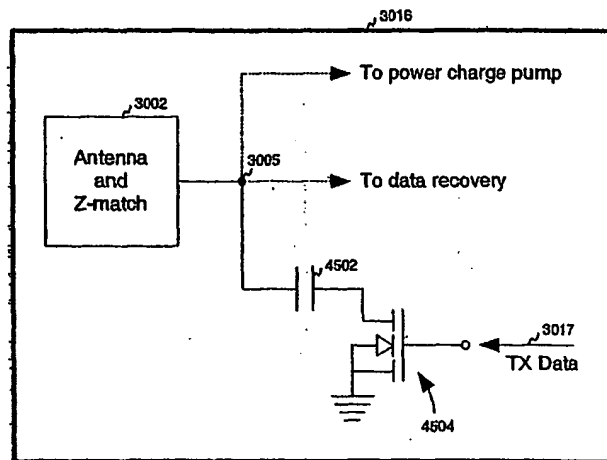 3016
To power charge pump
3002
Antenna
and
Z-match
3005
To data recovery
4502
3017
TX Data
4504